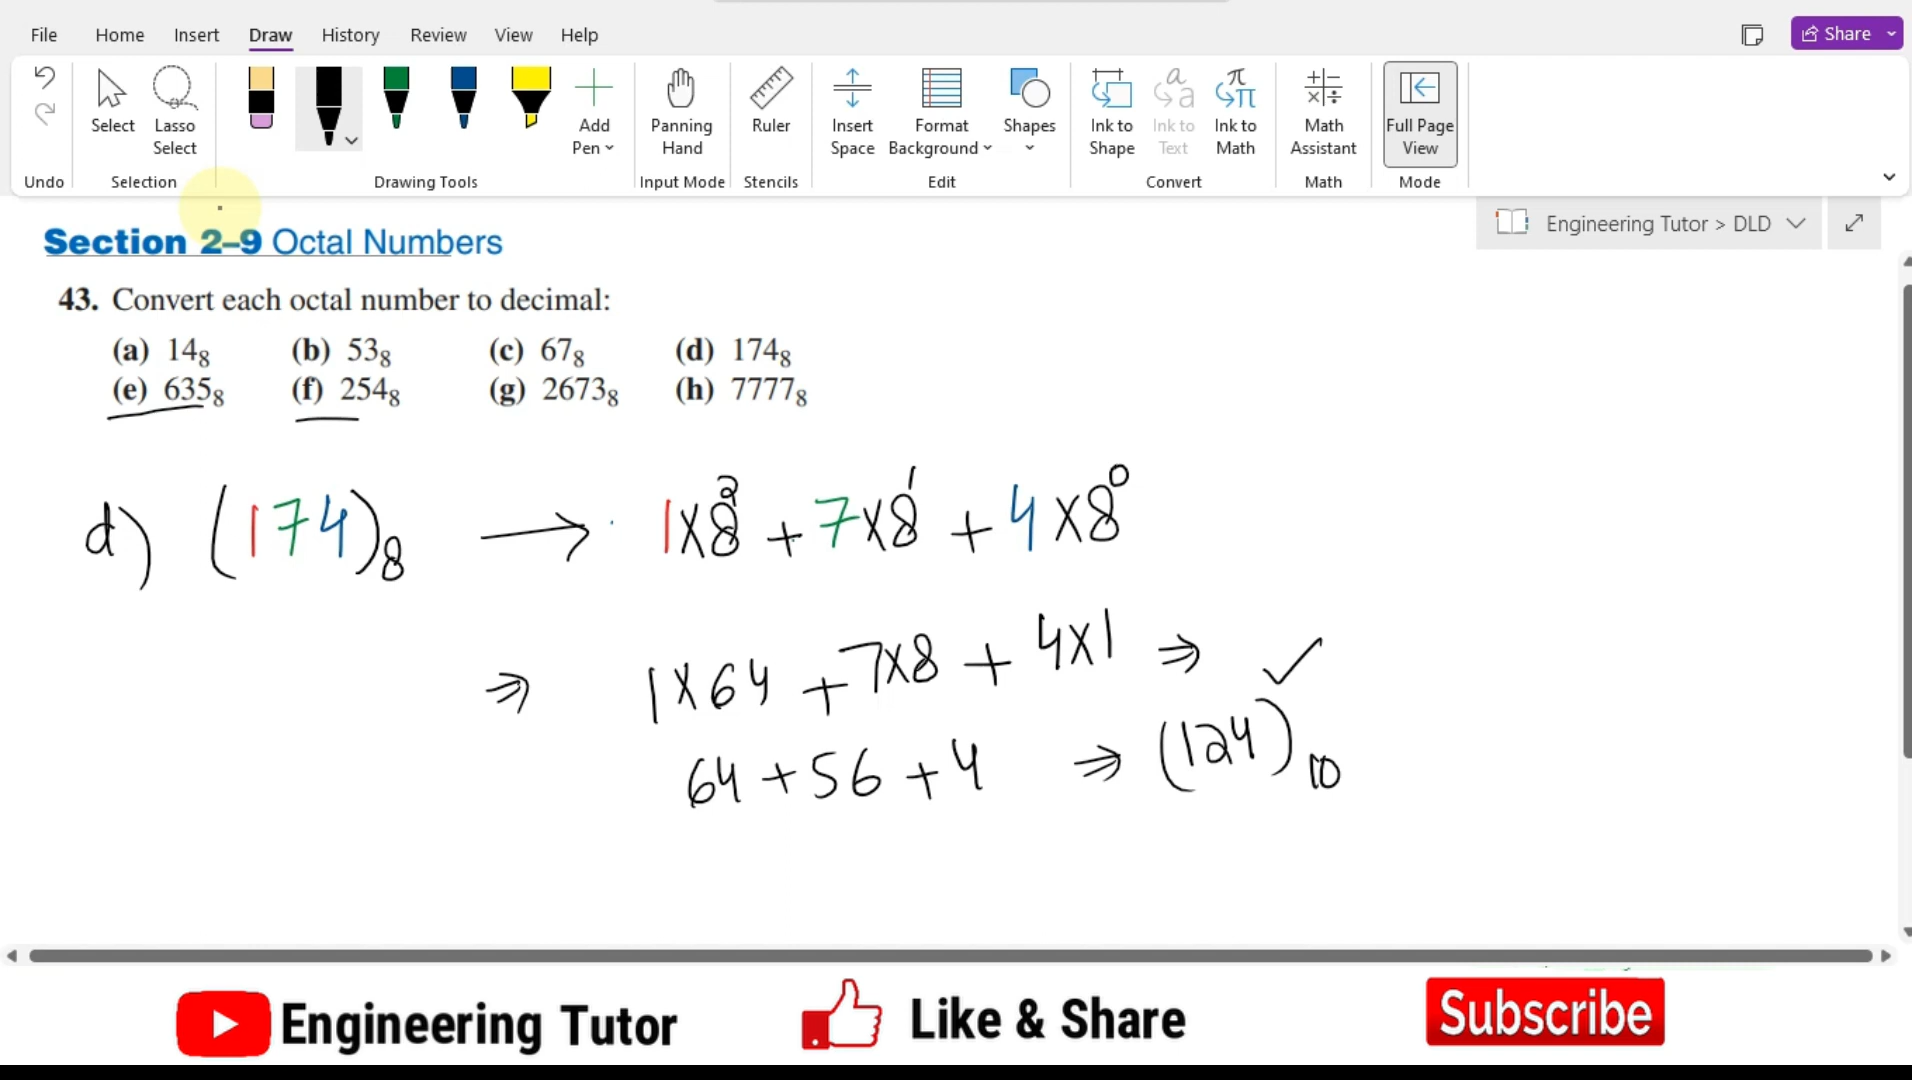 File Home Insert Draw History Review View Help Share
Select Lasso Select Add Pen Panning Hand Ruler Insert Space Format Background Shapes Ink to Shape Ink to Text Ink to Math Math Assistant Full Page View
Undo Selection Drawing Tools Input Mode Stencils Edit Convert Math Mode
Engineering Tutor > DLD
Section 2–9 Octal Numbers
43. Convert each octal number to decimal:
(a) 14₈ (b) 53₈ (c) 67₈ (d) 174₈
(e) 635₈ (f) 254₈ (g) 2673₈ (h) 7777₈
d) (174)₈ → 1×8² + 7×8¹ + 4×8⁰
⇒ 1×64 + 7×8 + 4×1 ⇒ ✓
64 + 56 + 4 ⇒ (124)₁₀
Engineering Tutor Like & Share Subscribe